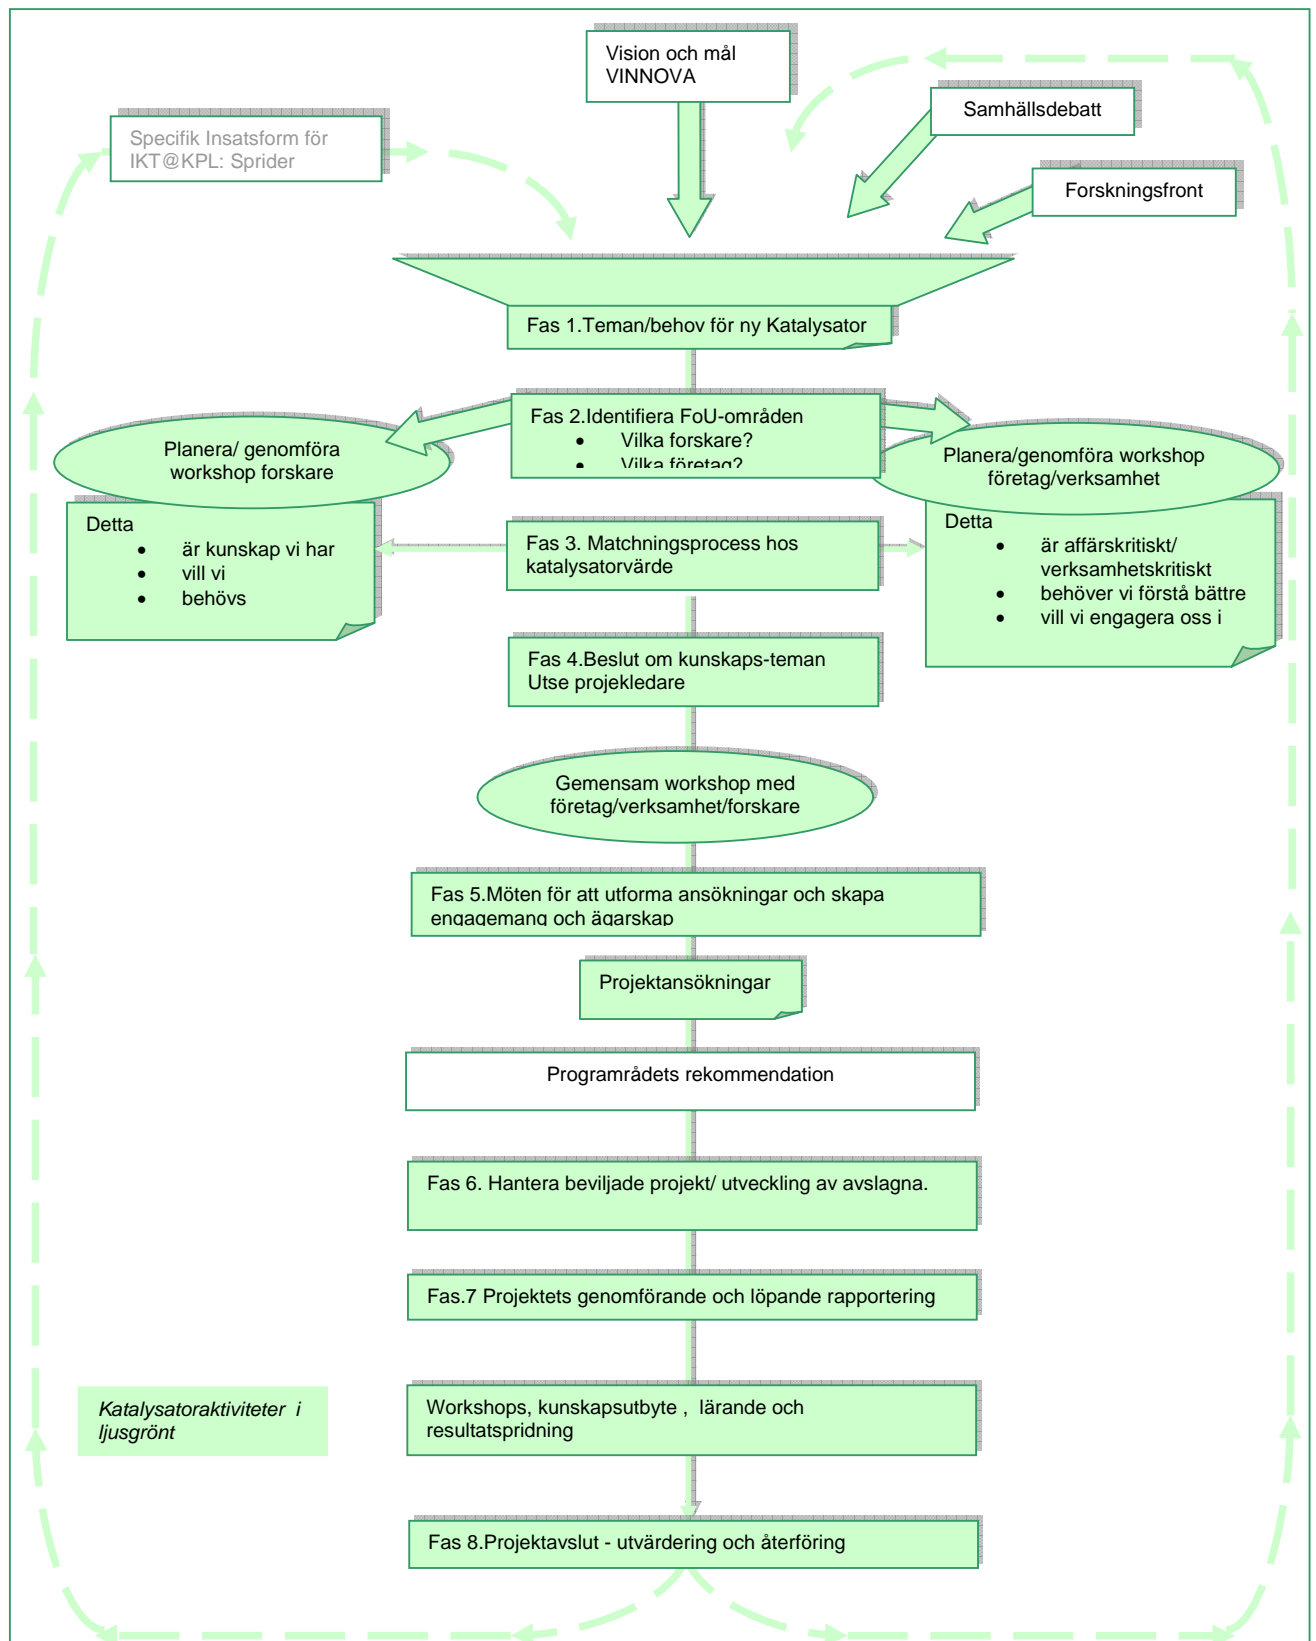 Vision och mål
VINNOVA
Samhällsdebatt
Specifik Insatsform för
IKT@KPL: Sprider
Forskningsfront
Fas 1.Teman/behov för ny Katalysator
Fas 2.Identifiera FoU-områden
• Vilka forskare?
• Vilka företag?
Planera/ genomföra
workshop forskare
Planera/genomföra workshop
företag/verksamhet
Detta
• är kunskap vi har
• vill vi
• behövs
Fas 3. Matchningsprocess hos
katalysatorvärde
Detta
• är affärskritiskt/
verksamhetskritiskt
• behöver vi förstå bättre
• vill vi engagera oss i
Fas 4.Beslut om kunskaps-teman
Utse projekledare
Gemensam workshop med
företag/verksamhet/forskare
Fas 5.Möten för att utforma ansökningar och skapa
engagemang och ägarskap
Projektansökningar
Programrådets rekommendation
Fas 6. Hantera beviljade projekt/ utveckling av avslagna.
Fas.7 Projektets genomförande och löpande rapportering
Katalysatoraktiviteter i
ljusgrönt
Workshops, kunskapsutbyte , lärande och
resultatspridning
Fas 8.Projektavslut - utvärdering och återföring